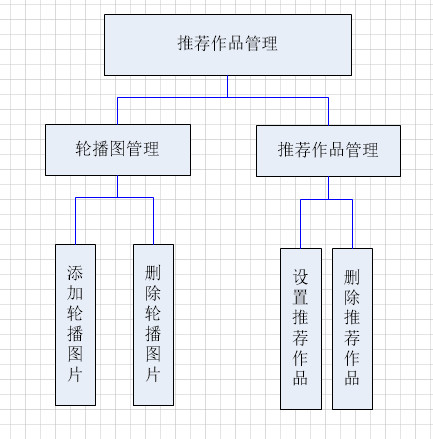 推荐作品管理
轮播图管理
推荐作品管理
添加轮播图片
删除轮播图片
设置推荐作品
删除推荐作品